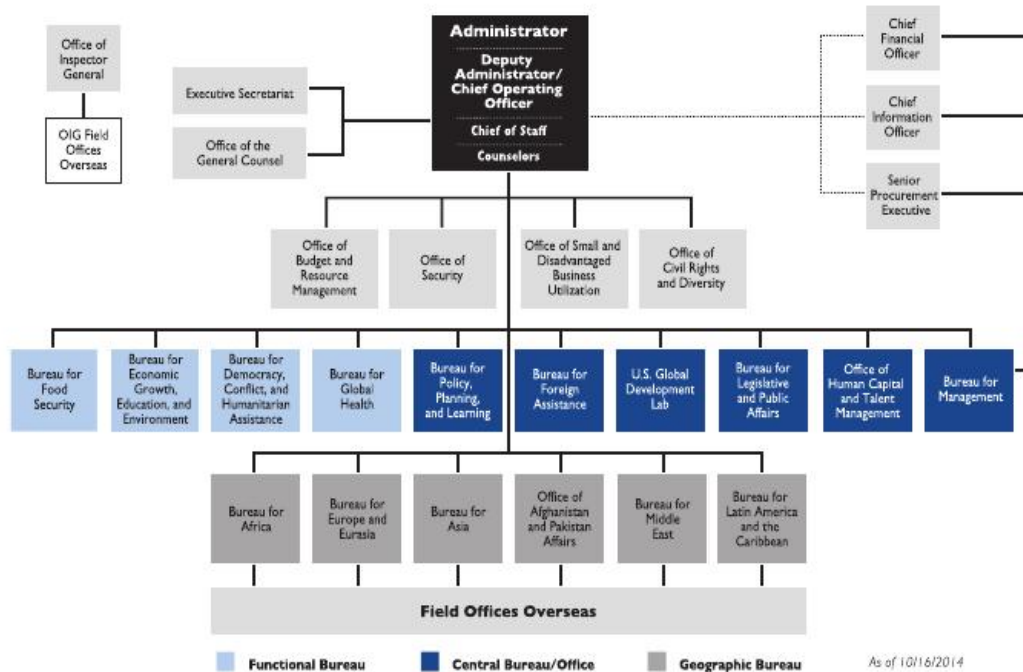 Office of
Inspector
General
OIG Field
Offices
Overseas
Executive Secretariat
Office of the
General Counsel
Administrator
Deputy
Administrator/
Chief Operating
Officer
Chief of Staff
Counselors
Chief
Financial
Officer
Chief
Information
Officer
Senior
Procurement
Executive
Office of
Budget and
Resource
Management
Office of
Security
Office of Small and
Disadvantaged
Business
Utilization
Office of
Civil Rights
and Diversity
Bureau for
Food
Security
Bureau for
Economic
Growth,
Education, and
Environment
Bureau for
Democracy,
Conflict, and
Humanitarian
Assistance
Bureau for
Global
Health
Bureau for
Policy,
Planning,
and Learning
Bureau for
Foreign
Assistance
U.S. Global
Development
Lab
Bureau for
Legislative
and Public
Affairs
Office of
Human Capital
and Talent
Management
Bureau for
Management
Bureau for
Africa
Bureau for
Europe and
Eurasia
Bureau for
Asia
Office of
Afghanistan
and Pakistan
Affairs
Bureau for
Middle
East
Bureau for
Latin America
and the
Caribbean
Field Offices Overseas
Functional Bureau
Central Bureau/Office
Geographic Bureau
As of 10/16/2014